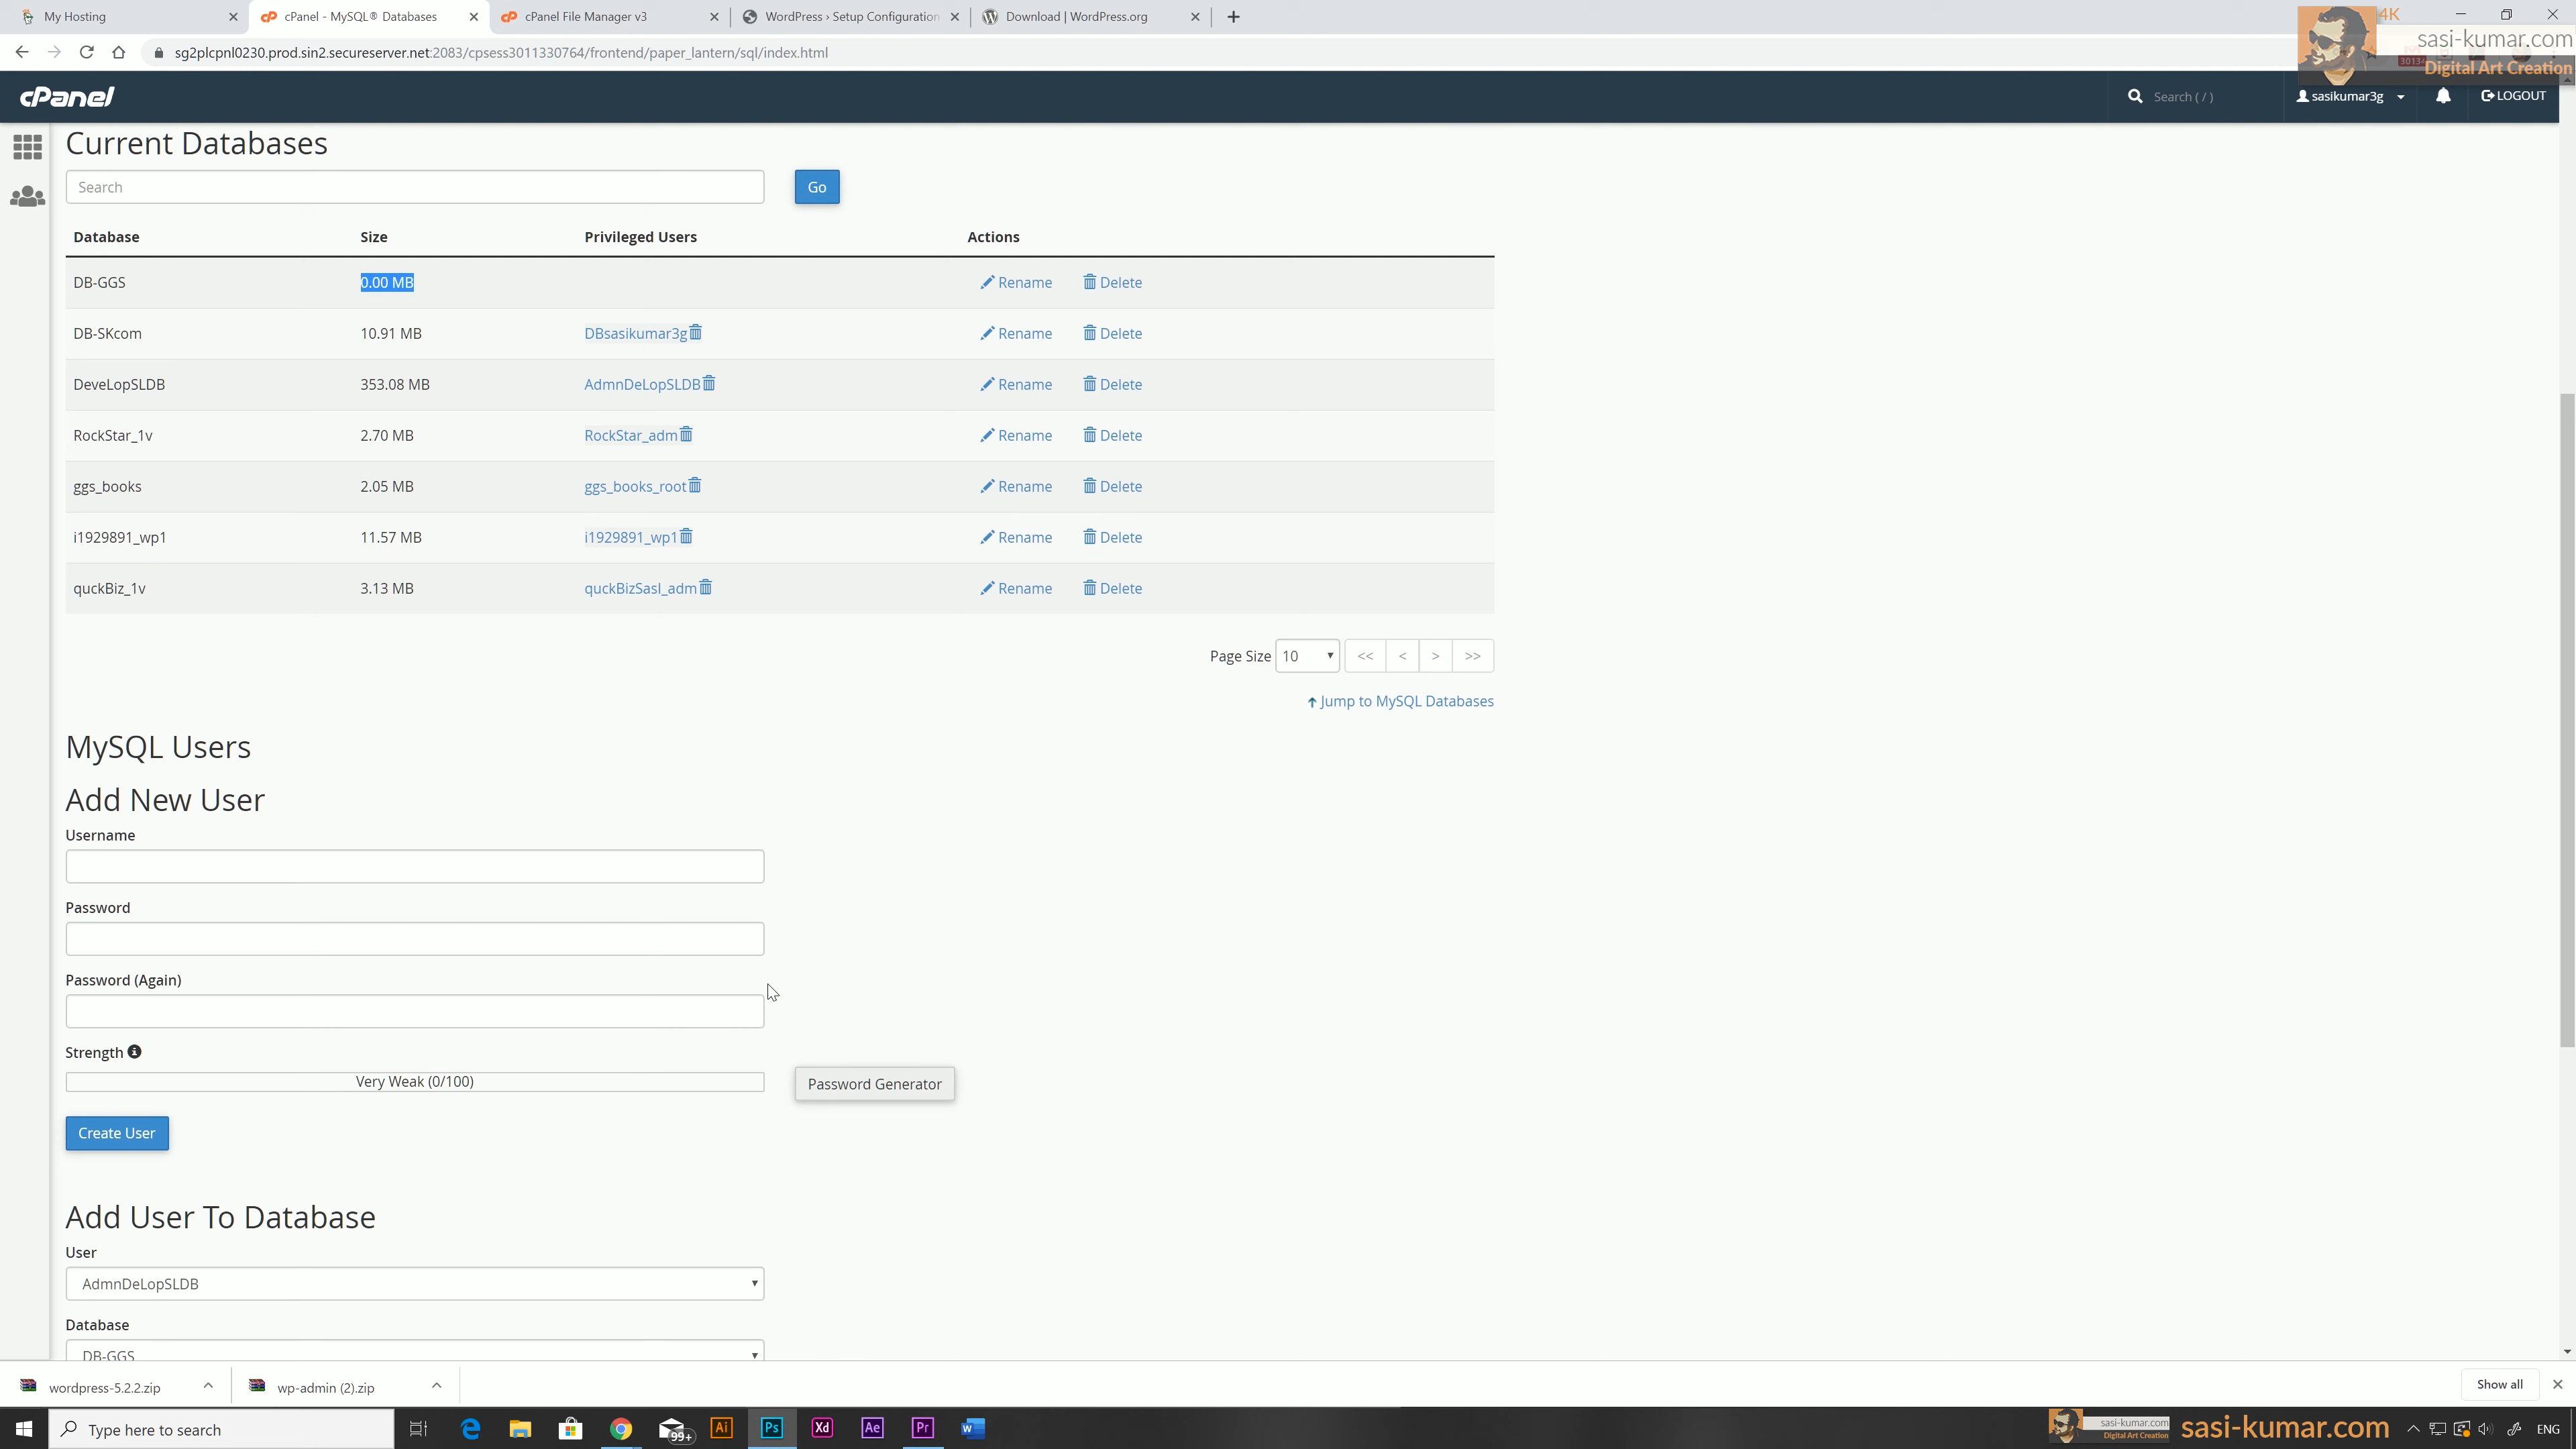 My Hosting
cPanel - MySQL® Databases
cPanel File Manager v3
WordPress › Setup Configuration
Download | WordPress.org
4K
sg2plcpnl0230.prod.sin2.secureserver.net:2083/cpsess3011330764/frontend/paper_lantern/sql/index.html
sasi-kumar.com
Digital Art Creation
cPanel
Search ( / )
sasikumar3g
LOGOUT
Current Databases
Search
Go
Database Size Privileged Users Actions
DB-GGS 0.00 MB Rename Delete
DB-SKcom 10.91 MB DBsasikumar3g Rename Delete
DeveLopSLDB 353.08 MB AdmnDeLopSLDB Rename Delete
RockStar_1v 2.70 MB RockStar_adm Rename Delete
ggs_books 2.05 MB ggs_books_root Rename Delete
i1929891_wp1 11.57 MB i1929891_wp1 Rename Delete
quckBiz_1v 3.13 MB quckBizSasI_adm Rename Delete
Page Size 10 << < > >>
Jump to MySQL Databases
MySQL Users
Add New User
Username
Password
Password (Again)
Strength
Very Weak (0/100)
Password Generator
Create User
Add User To Database
User
AdmnDeLopSLDB
Database
DB-GGS
wordpress-5.2.2.zip
wp-admin (2).zip
Show all
Type here to search
99+
Ai
Ps
Xd
Ae
Pr
W
sasi-kumar.com
Digital Art Creation
sasi-kumar.com
ENG